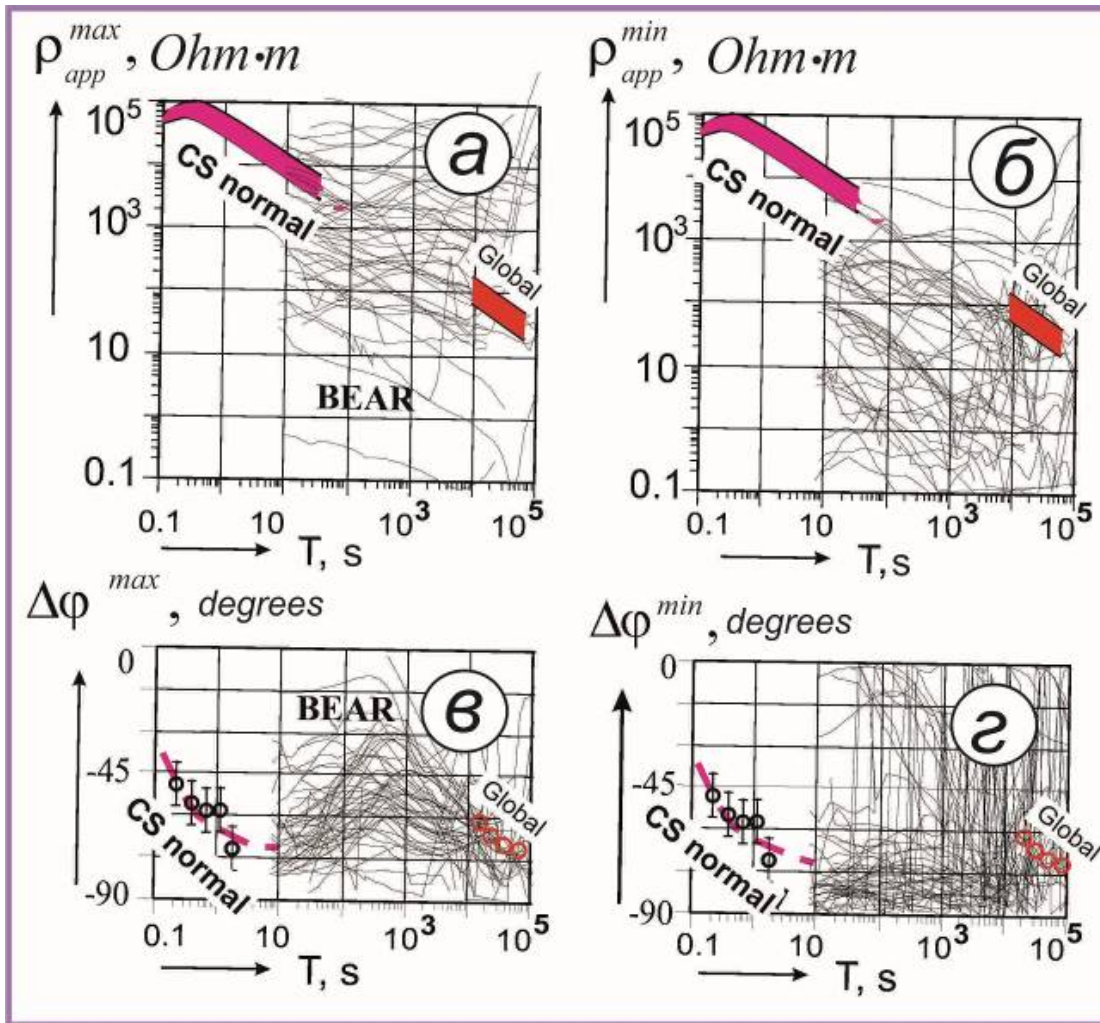 ρ_app^max, Ohm·m
10^5
10^3
10
0.1
CS normal
а
Global
BEAR
0.1 10 10^3 10^5
T, s
ρ_app^min, Ohm·m
10^5
10^3
10
0.1
CS normal
б
Global
0.1 10 10^3 10^5
T,s
Δφ^max, degrees
0
-45
-90
BEAR
в
CS normal
Global
0.1 10 10^3 10^5
T, s
Δφ^min, degrees
0
-45
-90
г
CS normal
Global
0.1 10 10^3 10^5
T, s